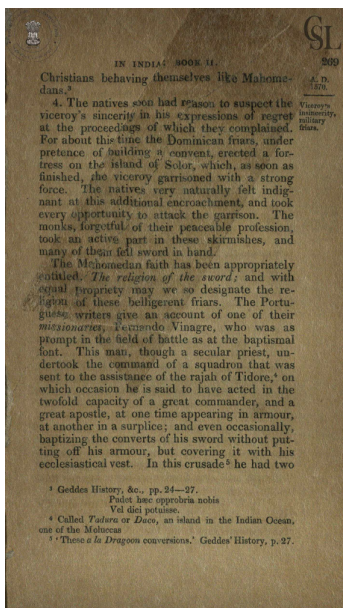 CSL
IN INDIA: BOOK II.
269
Christians behaving themselves like Mahome-
dans.³
A. D.
1570.
4. The natives soon had reason to suspect the
viceroy's sincerity in his expressions of regret
at the proceedings of which they complained.
For about this time the Dominican friars, under
pretence of building a convent, erected a for-
tress on the island of Solor, which, as soon as
finished, the viceroy garrisoned with a strong
force. The natives very naturally felt indig-
nant at this additional encroachment, and took
every opportunity to attack the garrison. The
monks, forgetful of their peaceable profession,
took an active part in these skirmishes, and
many of them fell sword in hand.
Viceroy's
insincerity,
military
friars.
The Mahomedan faith has been appropriately
entitled, The religion of the sword; and with
equal propriety may we so designate the re-
ligion of these belligerent friars. The Portu-
guese writers give an account of one of their
missionaries, Fernando Vinagre, who was as
prompt in the field of battle as at the baptismal
font. This man, though a secular priest, un-
dertook the command of a squadron that was
sent to the assistance of the rajah of Tidore,⁴ on
which occasion he is said to have acted in the
twofold capacity of a great commander, and a
great apostle, at one time appearing in armour,
at another in a surplice; and even occasionally,
baptizing the converts of his sword without put-
ting off his armour, but covering it with his
ecclesiastical vest. In this crusade⁵ he had two
³ Geddes History, &c., pp. 24—27.
Pudet hæc opprobria nobis
Vel dici potuisse.
⁴ Called Tadura or Daco, an island in the Indian Ocean,
one of the Moluccas
⁵ 'These a la Dragoon conversions.' Geddes' History, p. 27.